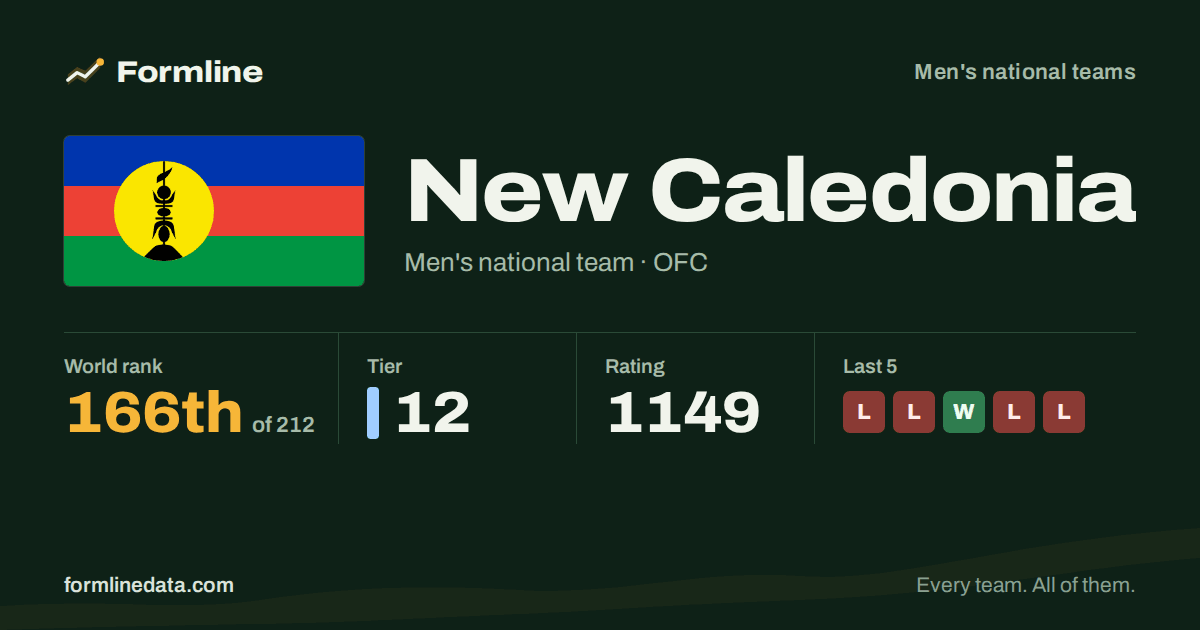 Formline
Men's national teams
New Caledonia
Men's national team · OFC
World rank
166th of 212
Tier
12
Rating
1149
Last 5
L L W L L
formlinedata.com
Every team. All of them.